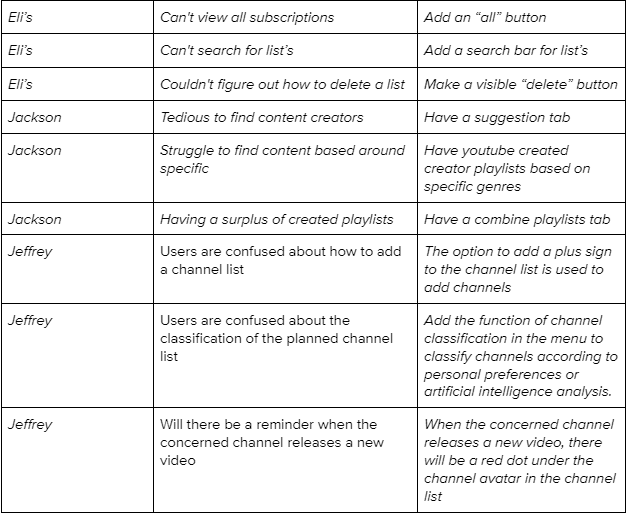 Eli's
Can't view all subscriptions
Add an “all” button
Eli's
Can't search for list's
Add a search bar for list's
Eli's
Couldn't figure out how to delete a list
Make a visible “delete” button
Jackson
Tedious to find content creators
Have a suggestion tab
Jackson
Struggle to find content based around
specific
Have youtube created
creator playlists based on
specific genres
Jackson
Having a surplus of created playlists
Have a combine playlists tab
Jeffrey
Users are confused about how to add
a channel list
The option to add a plus sign
to the channel list is used to
add channels
Jeffrey
Users are confused about the
classification of the planned channel
list
Add the function of channel
classification in the menu to
classify channels according to
personal preferences or
artificial intelligence analysis.
Jeffrey
Will there be a reminder when the
concerned channel releases a new
video
When the concerned channel
releases a new video, there
will be a red dot under the
channel avatar in the channel
list